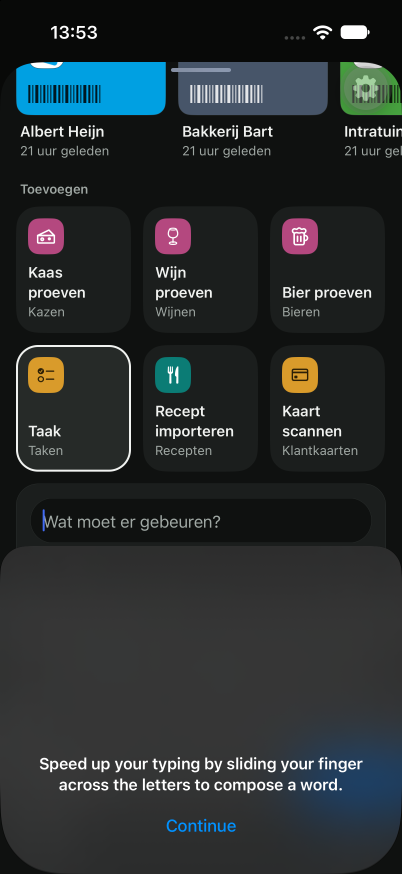 13:53
Albert Heijn
21 uur geleden
Bakkerij Bart
21 uur geleden
Intratuin
21 uur
Toevoegen
Kaas
proeven
Kazen
Wijn
proeven
Wijnen
Bier proeven
Bieren
Taak
Taken
Recept
importeren
Recepten
Kaart
scannen
Klantkaarten
Wat moet er gebeuren?
Speed up your typing by sliding your finger
across the letters to compose a word.
Continue